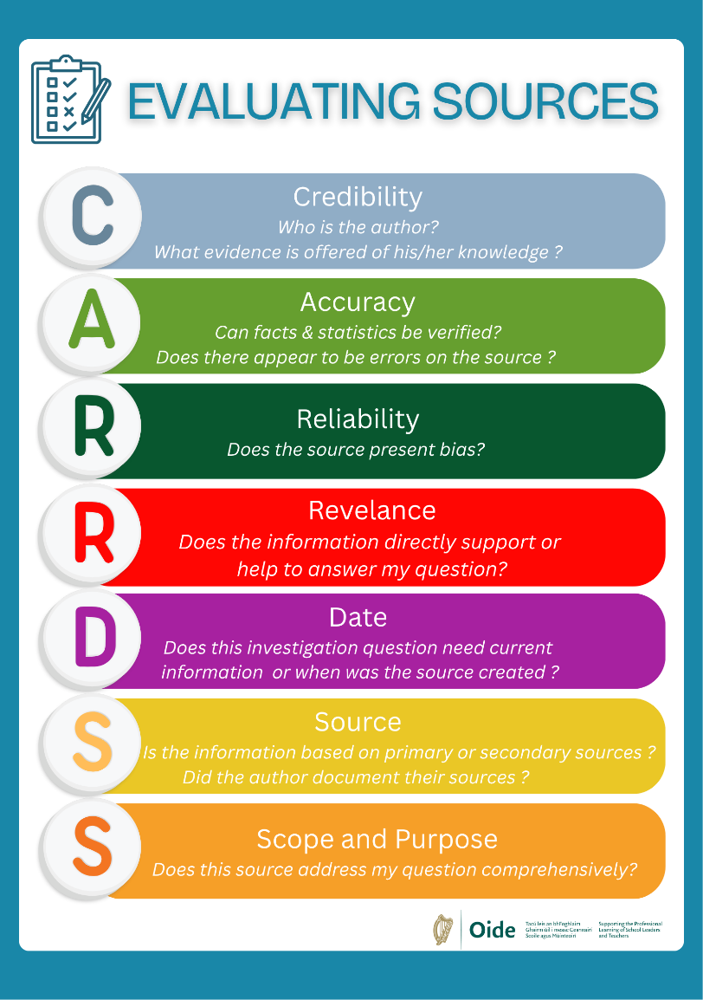 EVALUATING SOURCES
C
Credibility
Who is the author?
What evidence is offered of his/her knowledge ?
A
Accuracy
Can facts & statistics be verified?
Does there appear to be errors on the source ?
R
Reliability
Does the source present bias?
R
Revelance
Does the information directly support or
help to answer my question?
D
Date
Does this investigation question need current
information or when was the source created ?
S
Source
Is the information based on primary or secondary sources ?
Did the author document their sources ?
S
Scope and Purpose
Does this source address my question comprehensively?
Oide
Tacú leis an bhFoghlaim
Ghairmiúil i measc Ceannairí
Scoile agus Múinteoirí
Supporting the Professional
Learning of School Leaders
and Teachers